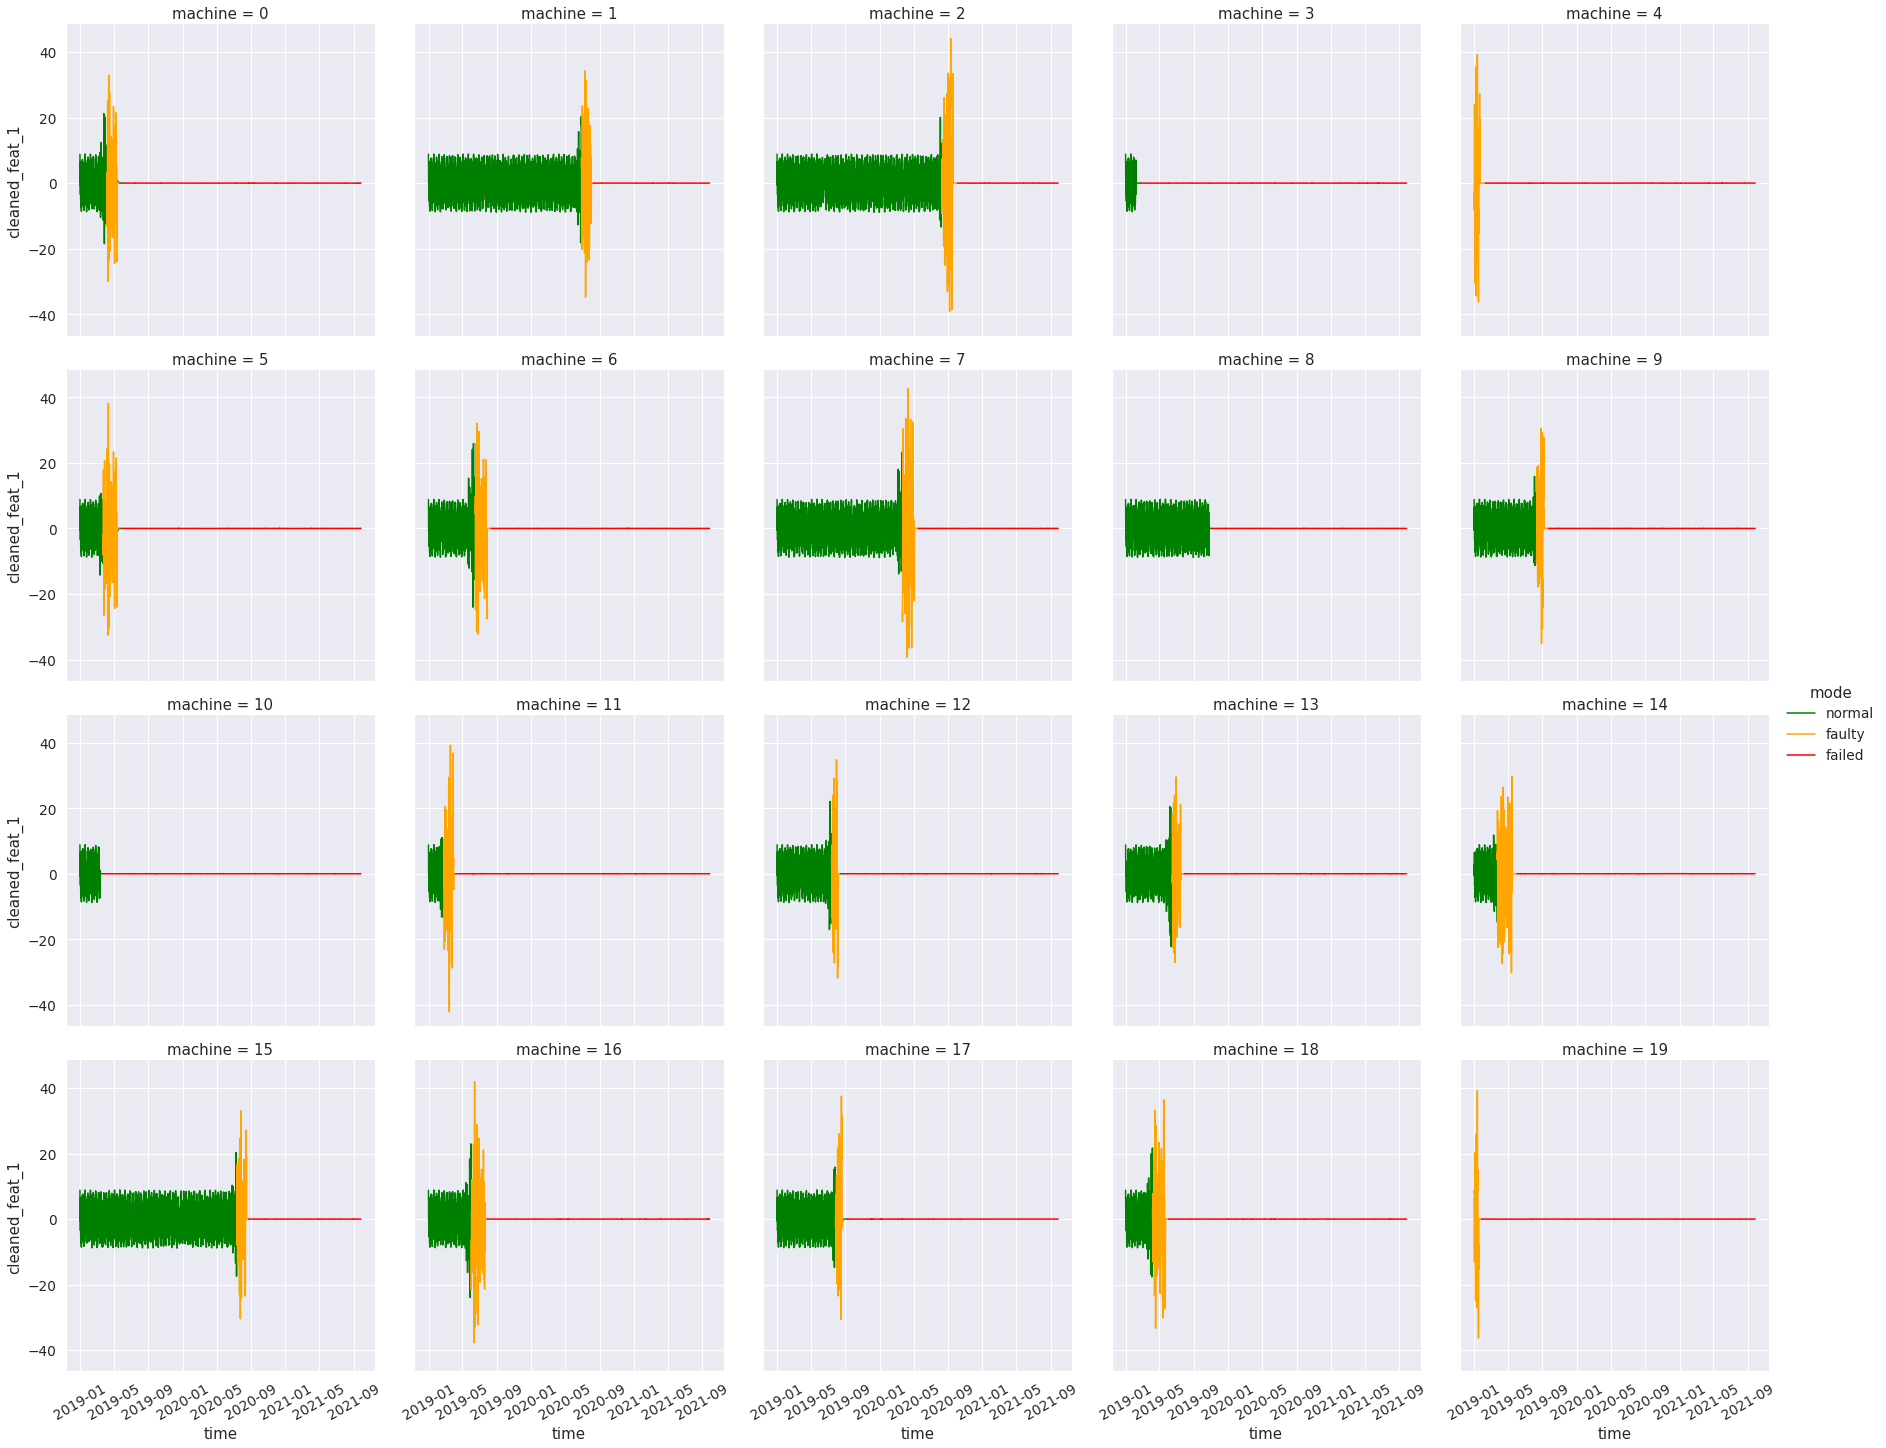 machine = 0
machine = 1
machine = 2
machine = 3
machine = 4
40
20
0
−20
−40
cleaned_feat_1
machine = 5
machine = 6
machine = 7
machine = 8
machine = 9
40
20
0
−20
−40
cleaned_feat_1
machine = 10
machine = 11
machine = 12
machine = 13
machine = 14
40
20
0
−20
−40
cleaned_feat_1
mode
normal
faulty
failed
machine = 15
machine = 16
machine = 17
machine = 18
machine = 19
40
20
0
−20
−40
cleaned_feat_1
2019-01 2019-05 2019-09 2020-01 2020-05 2020-09 2021-01 2021-05 2021-09
time
2019-01 2019-05 2019-09 2020-01 2020-05 2020-09 2021-01 2021-05 2021-09
time
2019-01 2019-05 2019-09 2020-01 2020-05 2020-09 2021-01 2021-05 2021-09
time
2019-01 2019-05 2019-09 2020-01 2020-05 2020-09 2021-01 2021-05 2021-09
time
2019-01 2019-05 2019-09 2020-01 2020-05 2020-09 2021-01 2021-05 2021-09
time